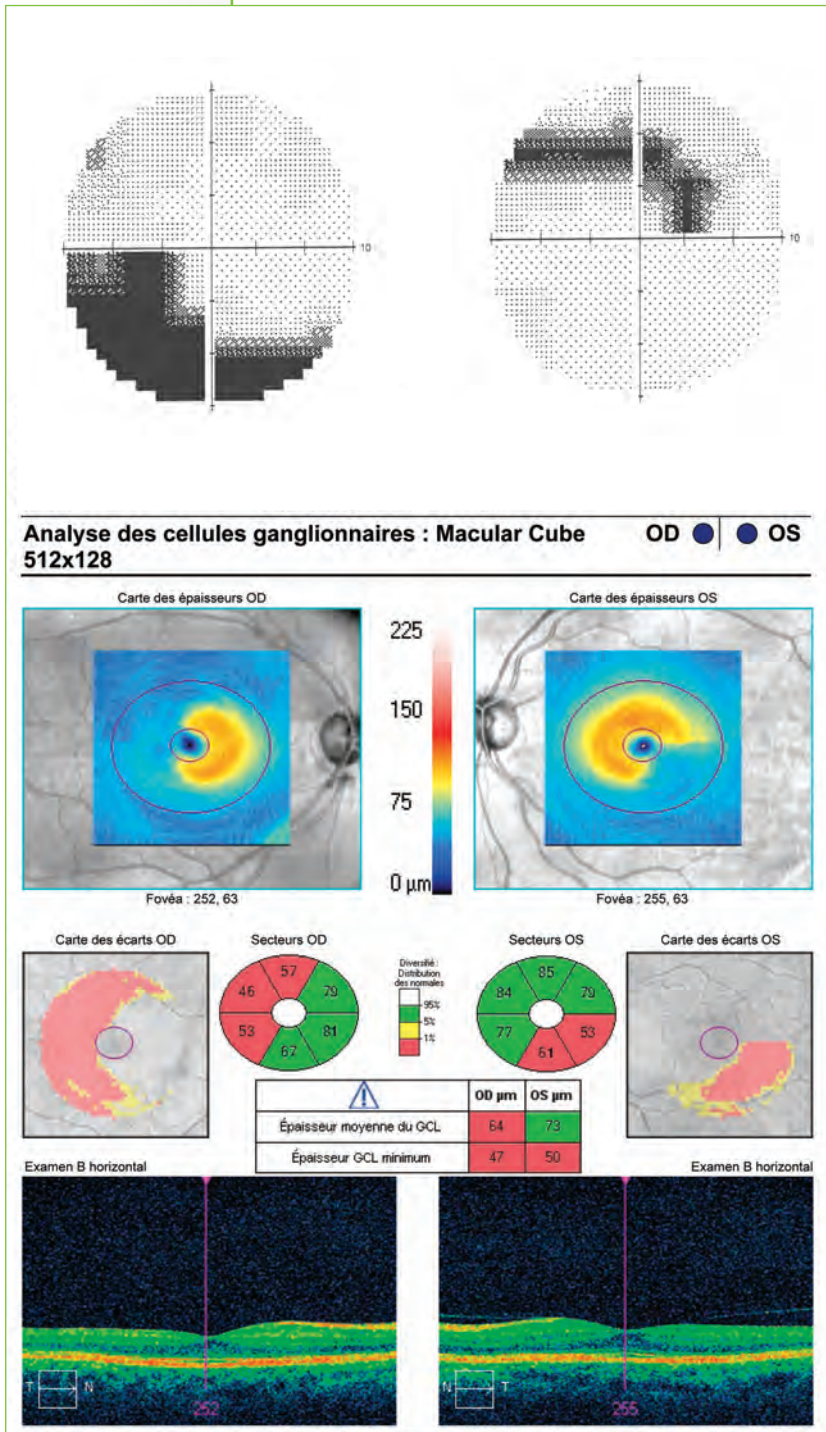 10
10
Analyse des cellules ganglionnaires : Macular Cube
512x128
OD
OS
Carte des épaisseurs OD
Carte des épaisseurs OS
225
150
75
0 µm
Fovéa : 252, 63
Fovéa : 255, 63
Carte des écarts OD
Secteurs OD
Secteurs OS
Carte des écarts OS
57
46
79
53
81
67
Diversifié :
Distribution
des normales
95%
5%
1%
85
84
79
77
53
61
OD µm
OS µm
Épaisseur moyenne du GCL
64
73
Épaisseur GCL minimum
47
50
Examen B horizontal
Examen B horizontal
T
N
252
N
T
255